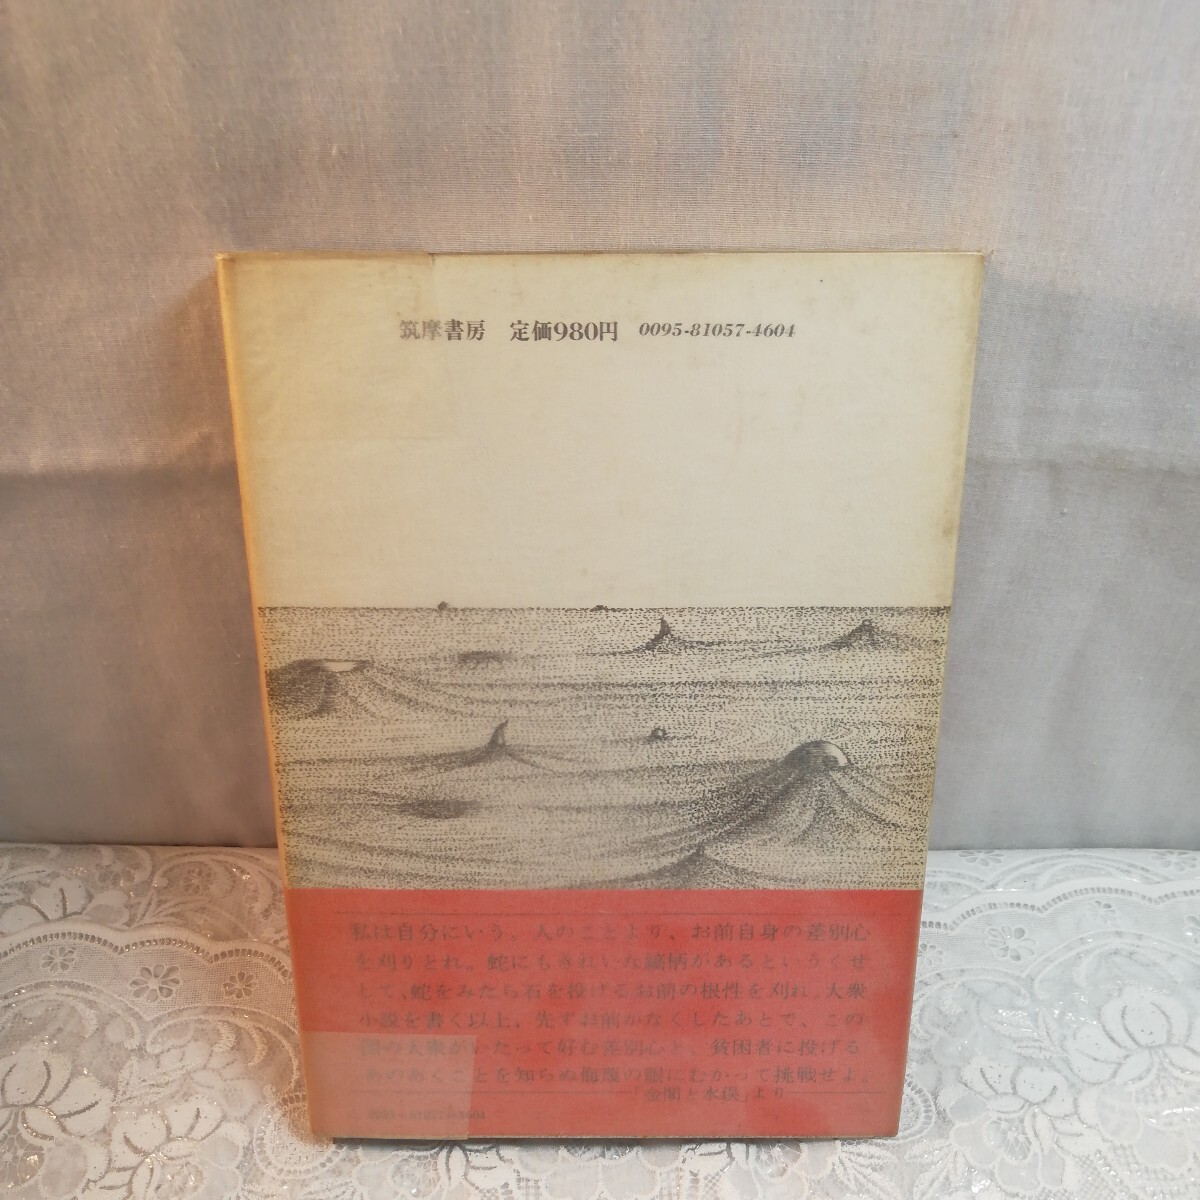 筑摩書房 定価980円 0095-81057-4604
私は自分にいう。人のことより、お前自身の差別心
を刈りとれ。蛇にもきれいな縞柄があるというくせ
して、蛇をみたら石を投げるお前の根性を刈れ。大衆
小説を書く以上、先ずお前がなくしたあとで、この
国の大衆がいたって好む差別心と、貧困者に投げる
あのあくことを知らぬ侮蔑の眼にむかって挑戦せよ。
「金閣と水俣」より
0095-81057-4604